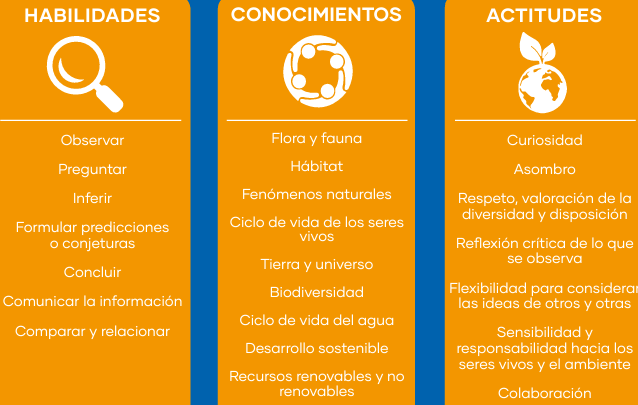 HABILIDADES
Observar
Preguntar
Inferir
Formular predicciones
o conjeturas
Concluir
Comunicar la información
Comparar y relacionar
CONOCIMIENTOS
Flora y fauna
Hábitat
Fenómenos naturales
Ciclo de vida de los seres
vivos
Tierra y universo
Biodiversidad
Ciclo de vida del agua
Desarrollo sostenible
Recursos renovables y no
renovables
ACTITUDES
Curiosidad
Asombro
Respeto, valoración de la
diversidad y disposición
Reflexión crítica de lo que
se observa
Flexibilidad para considerar
las ideas de otros y otras
Sensibilidad y
responsabilidad hacia los
seres vivos y el ambiente
Colaboración